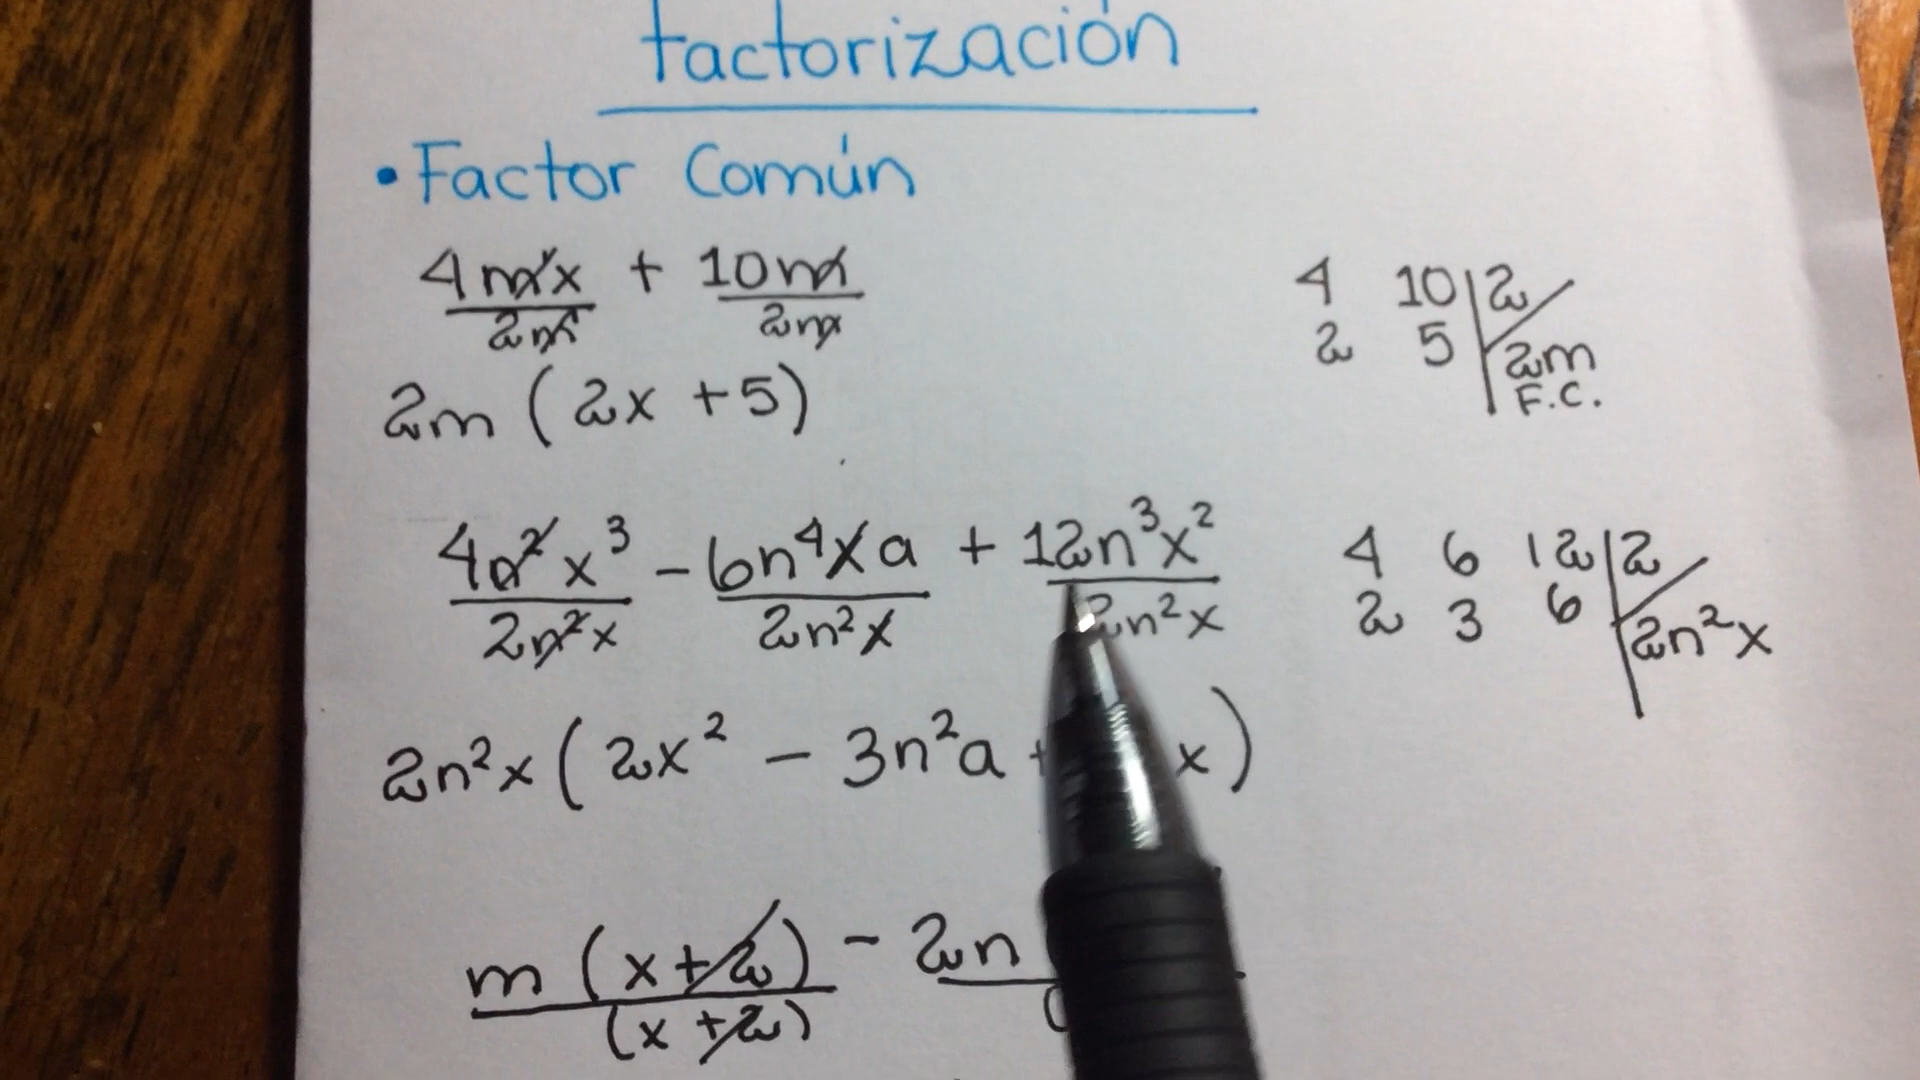 Factorización
• Factor Común
4mx + 10m
2m 2m
4 10 | 2
2 5 | 2m
F.C.
2m (2x + 5)
4n²x³ - 6n⁴xa + 12n³x²
2n²x 2n²x 2n²x
4 6 12 | 2
2 3 6 | 2n²x
2n²x (2x² - 3n²a + x)
m (x+2) - 2n
(x+2) (